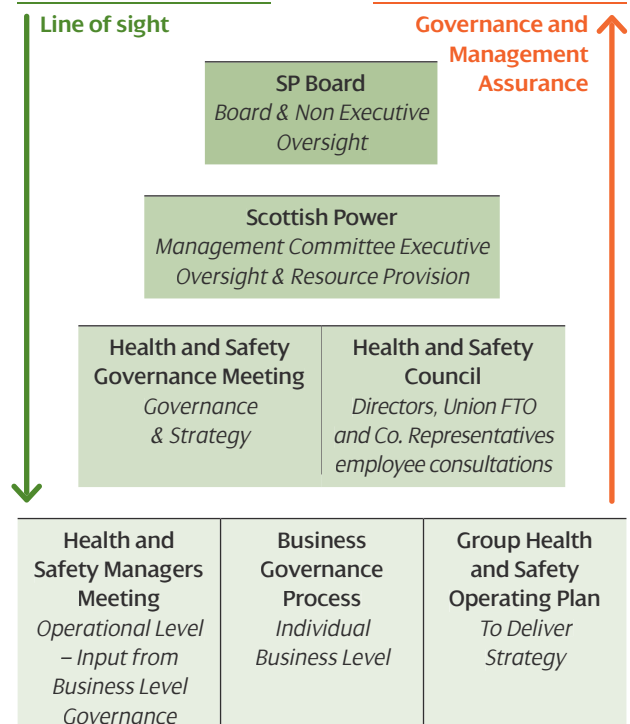 Line of sight
Governance and
Management
Assurance
SP Board
Board & Non Executive
Oversight
Scottish Power
Management Committee Executive
Oversight & Resource Provision
Health and Safety
Governance Meeting
Governance
& Strategy
Health and Safety
Council
Directors, Union FTO
and Co. Representatives
employee consultations
Health and
Safety Managers
Meeting
Operational Level
– Input from
Business Level
Governance
Business
Governance
Process
Individual
Business Level
Group Health
and Safety
Operating Plan
To Deliver
Strategy